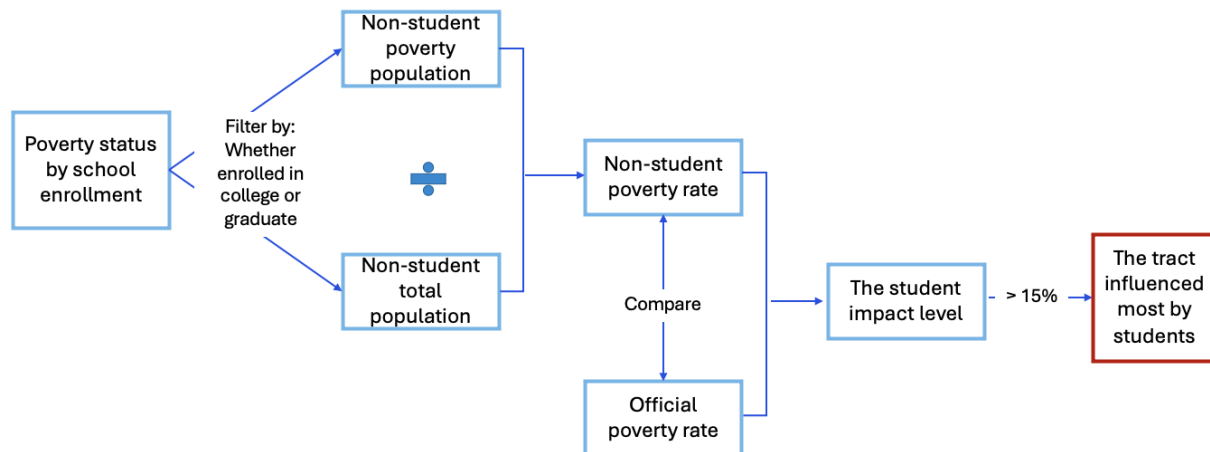 Non-student
poverty
population
Poverty status
by school
enrollment
Filter by:
Whether
enrolled in
college or
graduate
Non-student
total
population
Non-student
poverty rate
Compare
Official
poverty rate
The student
impact level
> 15%
The tract
influenced
most by
students